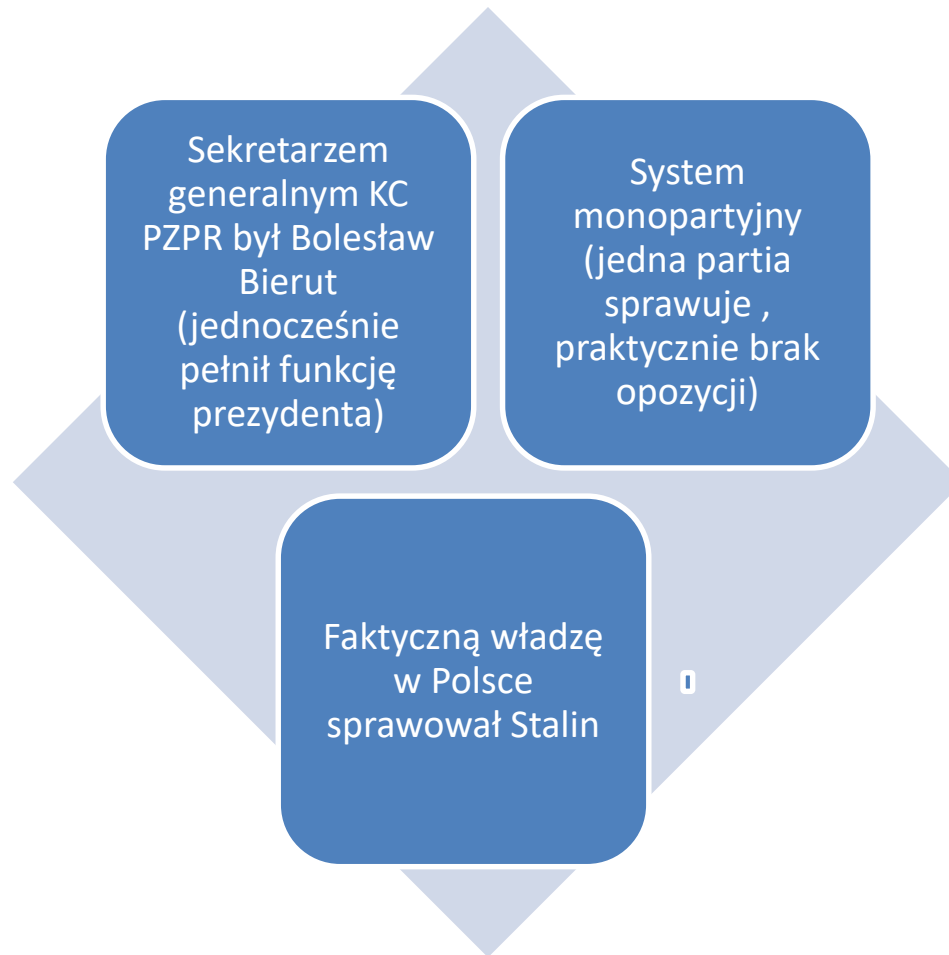 Sekretarzem
generalnym KC
PZPR był Bolesław
Bierut
(jednocześnie
pełnił funkcję
prezydenta)
System
monopartyjny
(jedna partia
sprawuje ,
praktycznie brak
opozycji)
Faktyczną władzę
w Polsce
sprawował Stalin